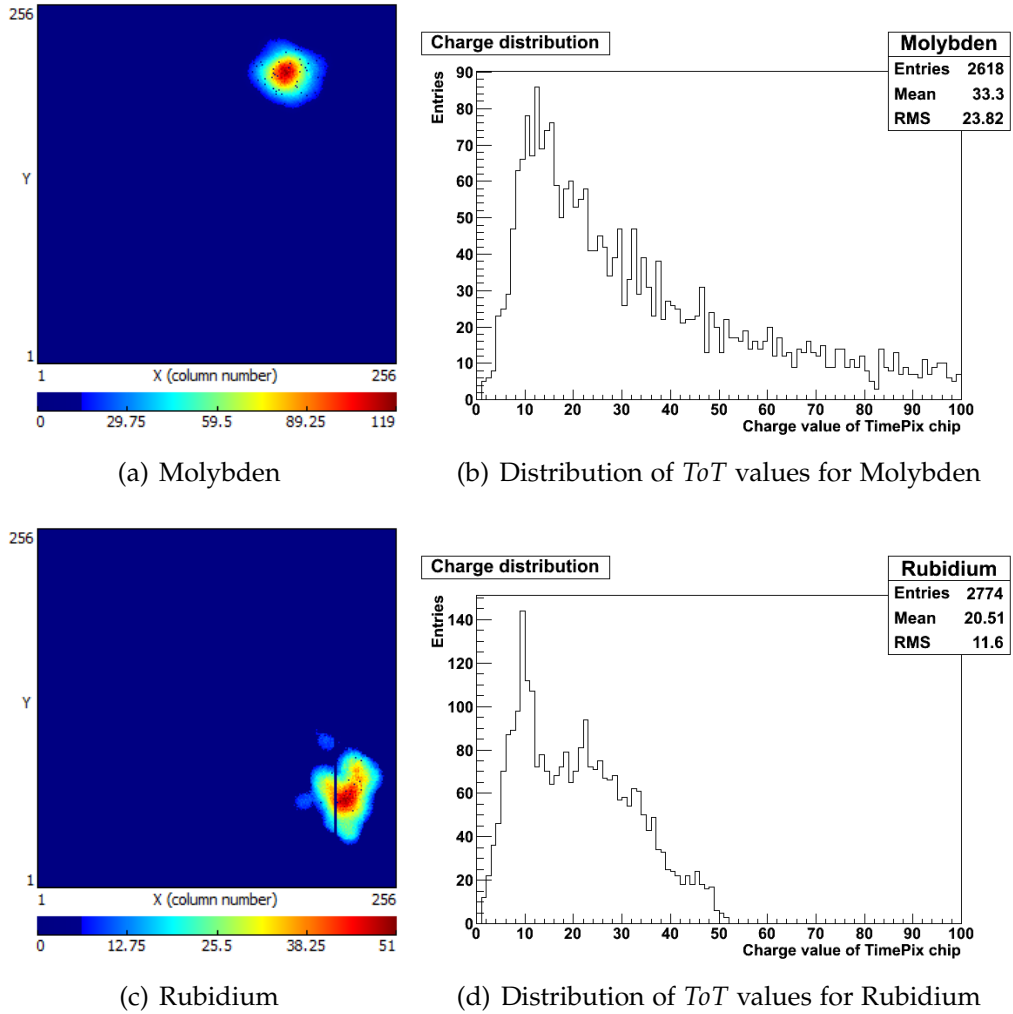 256
Y
1
1 X (column number) 256
0 29.75 59.5 89.25 119
(a) Molybden
Charge distribution
Molybden
Entries 2618
Mean 33.3
RMS 23.82
Entries
90
80
70
60
50
40
30
20
10
0
0 10 20 30 40 50 60 70 80 90 100
Charge value of TimePix chip
(b) Distribution of ToT values for Molybden
256
Y
1
1 X (column number) 256
0 12.75 25.5 38.25 51
(c) Rubidium
Charge distribution
Rubidium
Entries 2774
Mean 20.51
RMS 11.6
Entries
140
120
100
80
60
40
20
0
0 10 20 30 40 50 60 70 80 90 100
Charge value of TimePix chip
(d) Distribution of ToT values for Rubidium